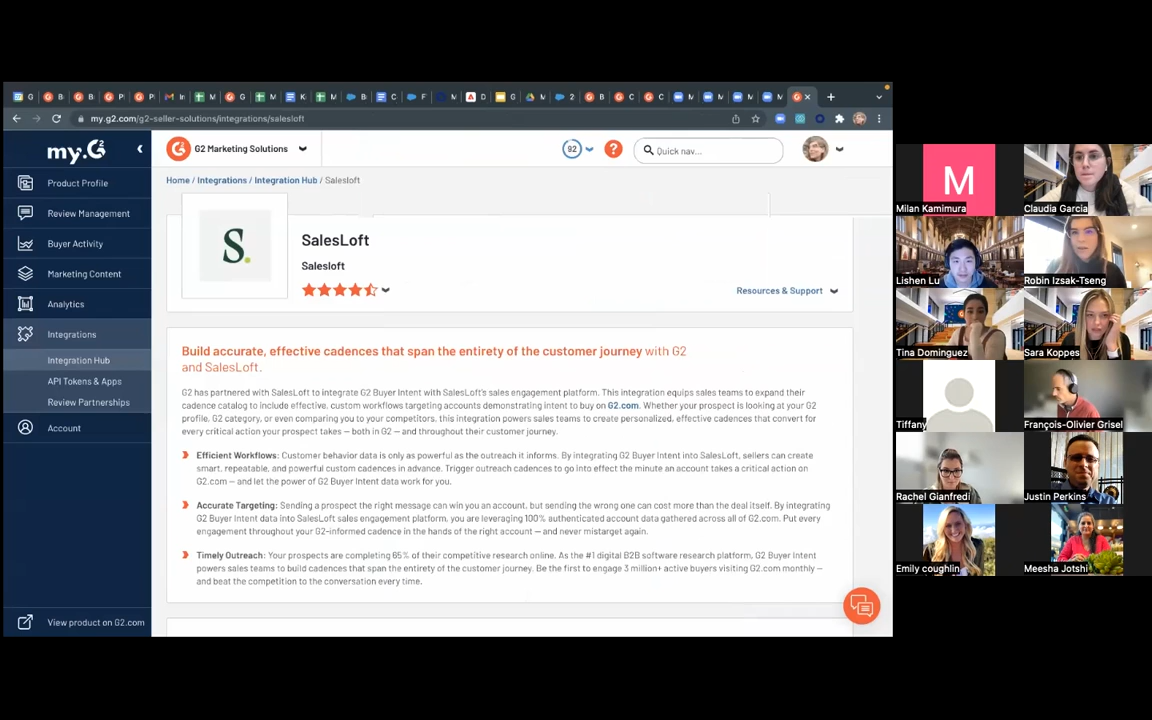 my.g2.com/g2-seller-solutions/integrations/salesloft
my.G2
G2 Marketing Solutions
92
?
Quick nav...
Product Profile
Review Management
Buyer Activity
Marketing Content
Analytics
Integrations
Integration Hub
API Tokens & Apps
Review Partnerships
Account
View product on G2.com
Home / Integrations / Integration Hub / Salesloft
S.
SalesLoft
Salesloft
Resources & Support
Build accurate, effective cadences that span the entirety of the customer journey with G2
and SalesLoft.
G2 has partnered with SalesLoft to integrate G2 Buyer Intent with SalesLoft's sales engagement platform. This integration equips sales teams to expand their
cadence catalog to include effective, custom workflows targeting accounts demonstrating intent to buy on G2.com. Whether your prospect is looking at your G2
profile, G2 category, or even comparing you to your competitors, this integration powers sales teams to create personalized, effective cadences that convert for
every critical action your prospect takes — both in G2 — and throughout their customer journey.
Efficient Workflows: Customer behavior data is only as powerful as the outreach it informs. By integrating G2 Buyer Intent into SalesLoft, sellers can create
smart, repeatable, and powerful custom cadences in advance. Trigger outreach cadences to go into effect the minute an account takes a critical action on
G2.com — and let the power of G2 Buyer Intent data work for you.
Accurate Targeting: Sending a prospect the right message can win you an account, but sending the wrong one can cost more than the deal itself. By integrating
G2 Buyer Intent data into SalesLoft sales engagement platform, you are leveraging 100% authenticated account data gathered across all of G2.com. Put every
engagement throughout your G2-informed cadence in the hands of the right account — and never mistarget again.
Timely Outreach: Your prospects are completing 65% of their competitive research online. As the #1 digital B2B software research platform, G2 Buyer Intent
powers sales teams to build cadences that span the entirety of the customer journey. Be the first to engage 3 million+ active buyers visiting G2.com monthly —
and beat the competition to the conversation every time.
M
Milan Kamimura
Claudia Garcia
Lishen Lu
Robin Izsak-Tseng
Tina Dominguez
Sara Koppes
Tiffany
François-Olivier Grisel
Rachel Gianfredi
Justin Perkins
Emily coughlin
Meesha Jotshi